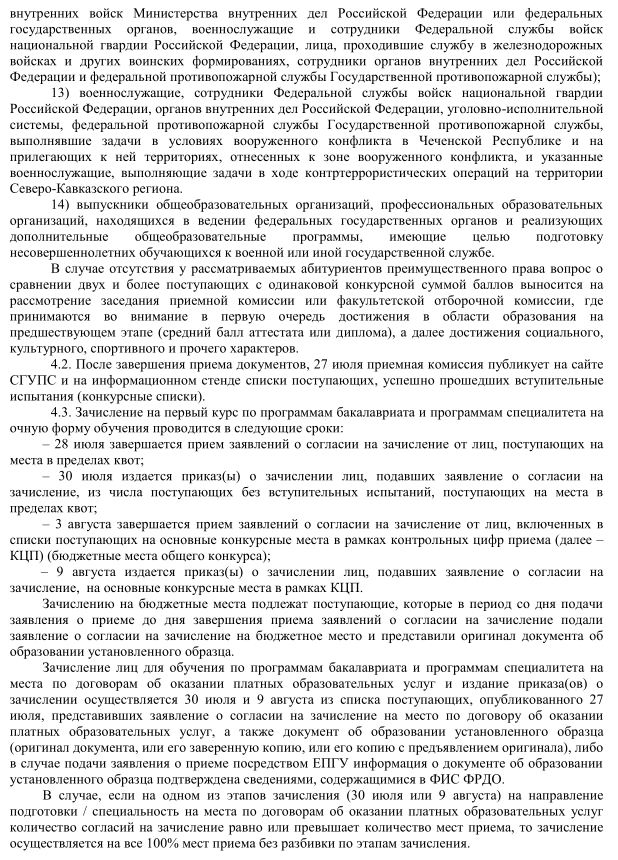 внутренних войск Министерства внутренних дел Российской Федерации или федеральных
государственных органов, военнослужащие и сотрудники Федеральной службы войск
национальной гвардии Российской Федерации, лица, проходившие службу в железнодорожных
войсках и других воинских формированиях, сотрудники органов внутренних дел Российской
Федерации и федеральной противопожарной службы Государственной противопожарной службы);
13) военнослужащие, сотрудники Федеральной службы войск национальной гвардии
Российской Федерации, органов внутренних дел Российской Федерации, уголовно-исполнительной
системы, федеральной противопожарной службы Государственной противопожарной службы,
выполнявшие задачи в условиях вооруженного конфликта в Чеченской Республике и на
прилегающих к ней территориях, отнесенных к зоне вооруженного конфликта, и указанные
военнослужащие, выполняющие задачи в ходе контртеррористических операций на территории
Северо-Кавказского региона.
14) выпускники общеобразовательных организаций, профессиональных образовательных
организаций, находящихся в ведении федеральных государственных органов и реализующих
дополнительные общеобразовательные программы, имеющие целью подготовку
несовершеннолетних обучающихся к военной или иной государственной службе.
В случае отсутствия у рассматриваемых абитуриентов преимущественного права вопрос о
сравнении двух и более поступающих с одинаковой конкурсной суммой баллов выносится на
рассмотрение заседания приемной комиссии или факультетской отборочной комиссии, где
принимаются во внимание в первую очередь достижения в области образования на
предшествующем этапе (средний балл аттестата или диплома), а далее достижения социального,
культурного, спортивного и прочего характеров.
4.2. После завершения приема документов, 27 июля приемная комиссия публикует на сайте
СГУПС и на информационном стенде списки поступающих, успешно прошедших вступительные
испытания (конкурсные списки).
4.3. Зачисление на первый курс по программам бакалавриата и программам специалитета на
очную форму обучения проводится в следующие сроки:
– 28 июля завершается прием заявлений о согласии на зачисление от лиц, поступающих на
места в пределах квот;
– 30 июля издается приказ(ы) о зачислении лиц, подавших заявление о согласии на
зачисление, из числа поступающих без вступительных испытаний, поступающих на места в
пределах квот;
– 3 августа завершается прием заявлений о согласии на зачисление от лиц, включенных в
списки поступающих на основные конкурсные места в рамках контрольных цифр приема (далее –
КЦП) (бюджетные места общего конкурса);
– 9 августа издается приказ(ы) о зачислении лиц, подавших заявление о согласии на
зачисление, на основные конкурсные места в рамках КЦП.
Зачислению на бюджетные места подлежат поступающие, которые в период со дня подачи
заявления о приеме до дня завершения приема заявлений о согласии на зачисление подали
заявление о согласии на зачисление на бюджетное место и представили оригинал документа об
образовании установленного образца.
Зачисление лиц для обучения по программам бакалавриата и программам специалитета на
места по договорам об оказании платных образовательных услуг и издание приказа(ов) о
зачислении осуществляется 30 июля и 9 августа из списка поступающих, опубликованного 27
июля, представивших заявление о согласии на зачисление на место по договору об оказании
платных образовательных услуг, а также документ об образовании установленного образца
(оригинал документа, или его заверенную копию, или его копию с предъявлением оригинала), либо
в случае подачи заявления о приеме посредством ЕПГУ информация о документе об образовании
установленного образца подтверждена сведениями, содержащимися в ФИС ФРДО.
В случае, если на одном из этапов зачисления (30 июля или 9 августа) на направление
подготовки / специальность на места по договорам об оказании платных образовательных услуг
количество согласий на зачисление равно или превышает количество мест приема, то зачисление
осуществляется на все 100% мест приема без разбивки по этапам зачисления.